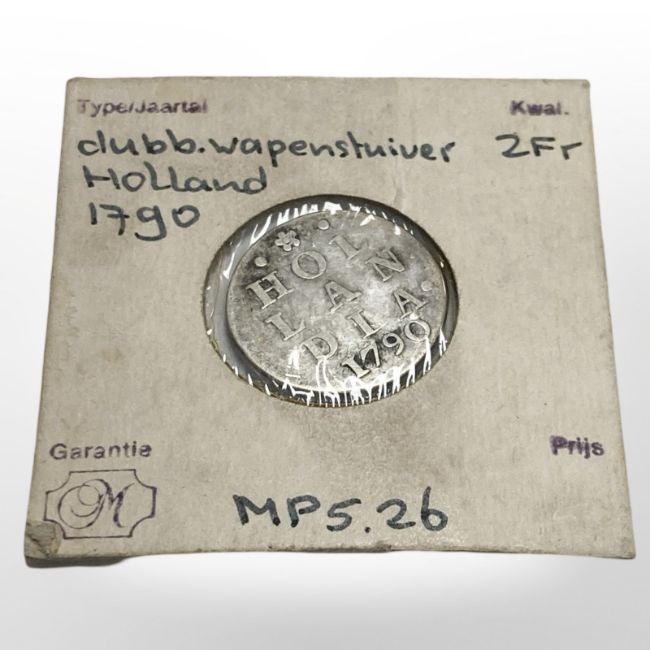 Type/Jaartal Kwal.
dubb.wapenstuiver 2Fr
Holland
1790
HOL
LAN
DIA.
1790
Garantie Prijs
M
MP5.26